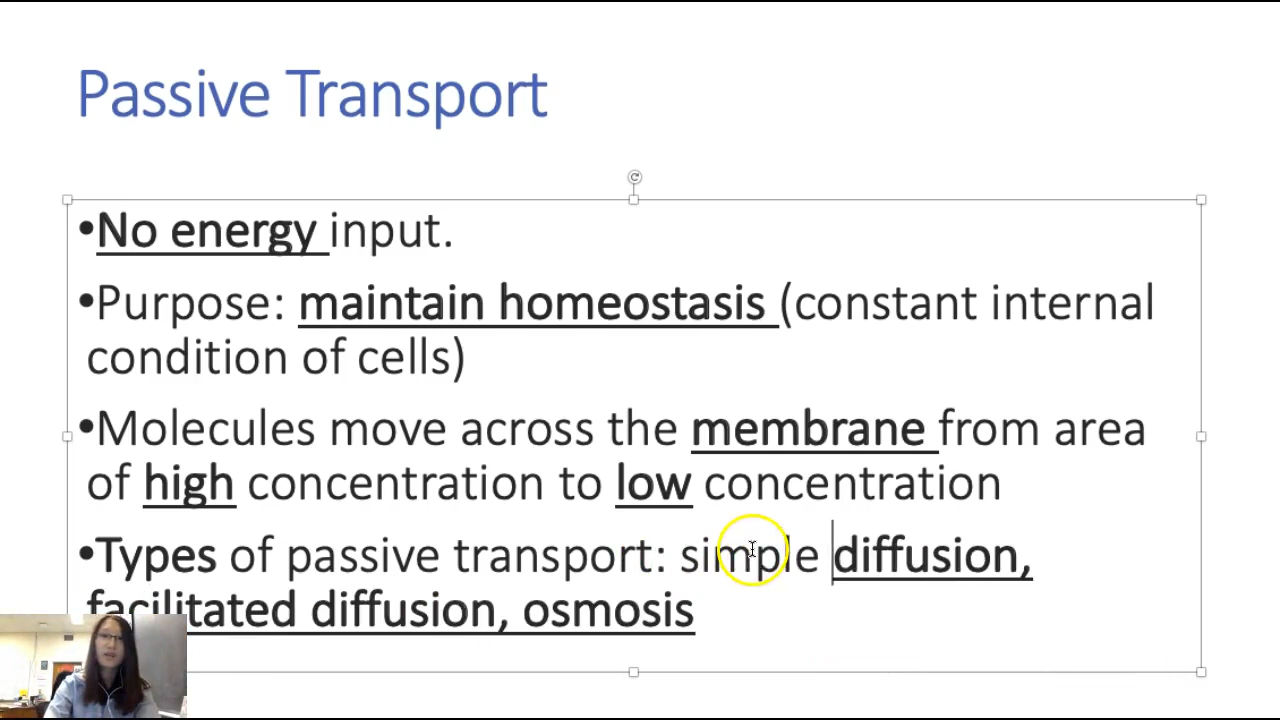 Passive Transport
•No energy input.
•Purpose: maintain homeostasis (constant internal
condition of cells)
•Molecules move across the membrane from area
of high concentration to low concentration
•Types of passive transport: simple diffusion,
facilitated diffusion, osmosis